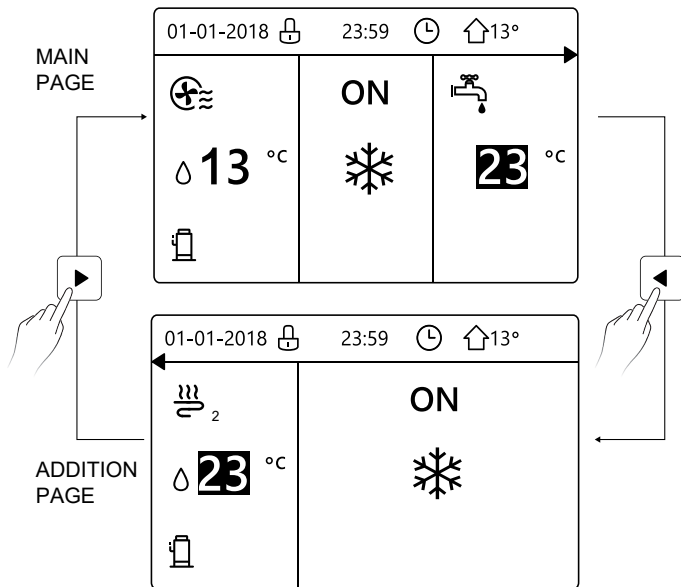 01-01-2018 23:59 13°
MAIN
PAGE
ON
13 °C
23 °C
01-01-2018 23:59 13°
2
ON
23 °C
ADDITION
PAGE